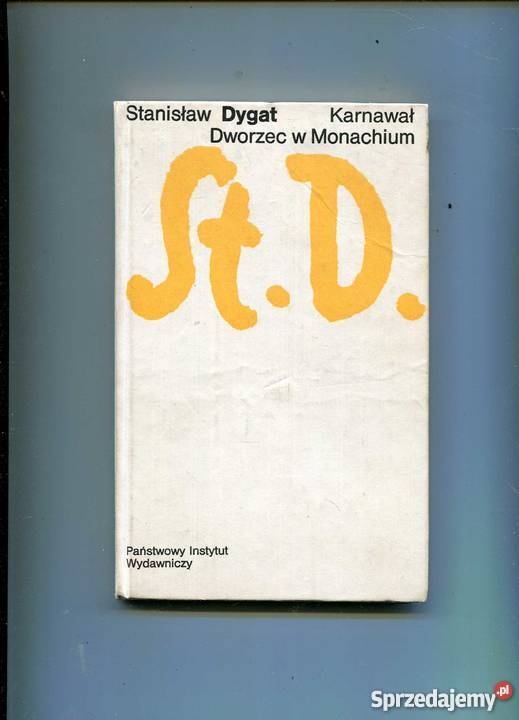 Stanisław Dygat Karnawał
Dworzec w Monachium
St. D.
Państwowy Instytut
Wydawniczy
Sprzedajemy.pl